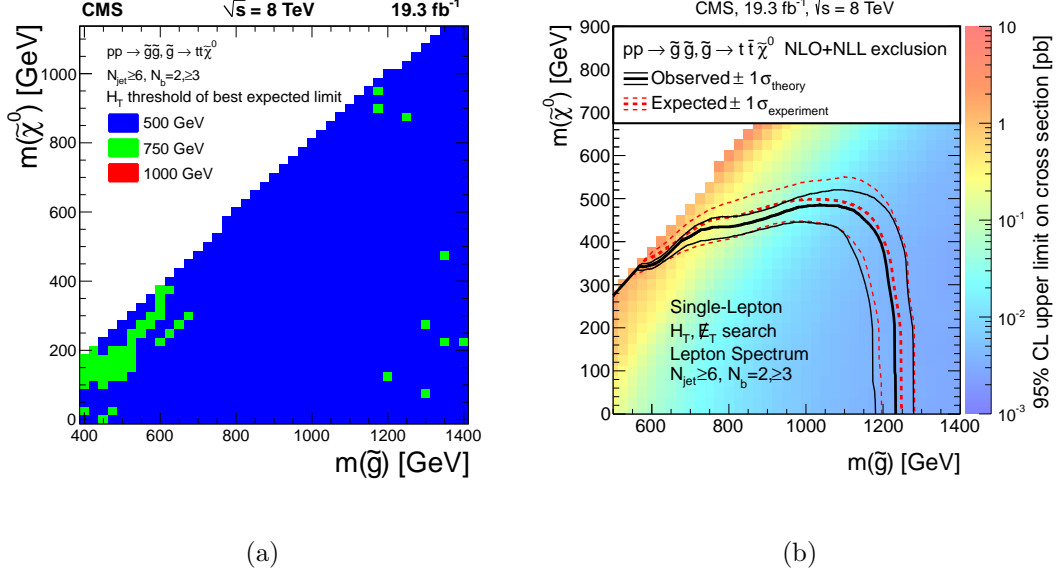 CMS √s = 8 TeV 19.3 fb⁻¹
m(χ̃⁰) [GeV]
pp → g̃g̃, g̃ → tt̄χ̃⁰
N_jet≥6, N_b=2,≥3
H_T threshold of best expected limit
500 GeV
750 GeV
1000 GeV
1000
800
600
400
200
0
400 600 800 1000 1200 1400
m(g̃) [GeV]
(a)
CMS, 19.3 fb⁻¹, √s = 8 TeV
m(χ̃⁰) [GeV]
pp → g̃ g̃, g̃ → t t̄ χ̃⁰ NLO+NLL exclusion
Observed ± 1σ_theory
Expected ± 1σ_experiment
900
800
700
600
500
400
300
200
100
0
Single-Lepton
H_T, E̸_T search
Lepton Spectrum
N_jet≥6, N_b=2,≥3
600 800 1000 1200 1400
m(g̃) [GeV]
10
1
10⁻¹
10⁻²
10⁻³
95% CL upper limit on cross section [pb]
(b)